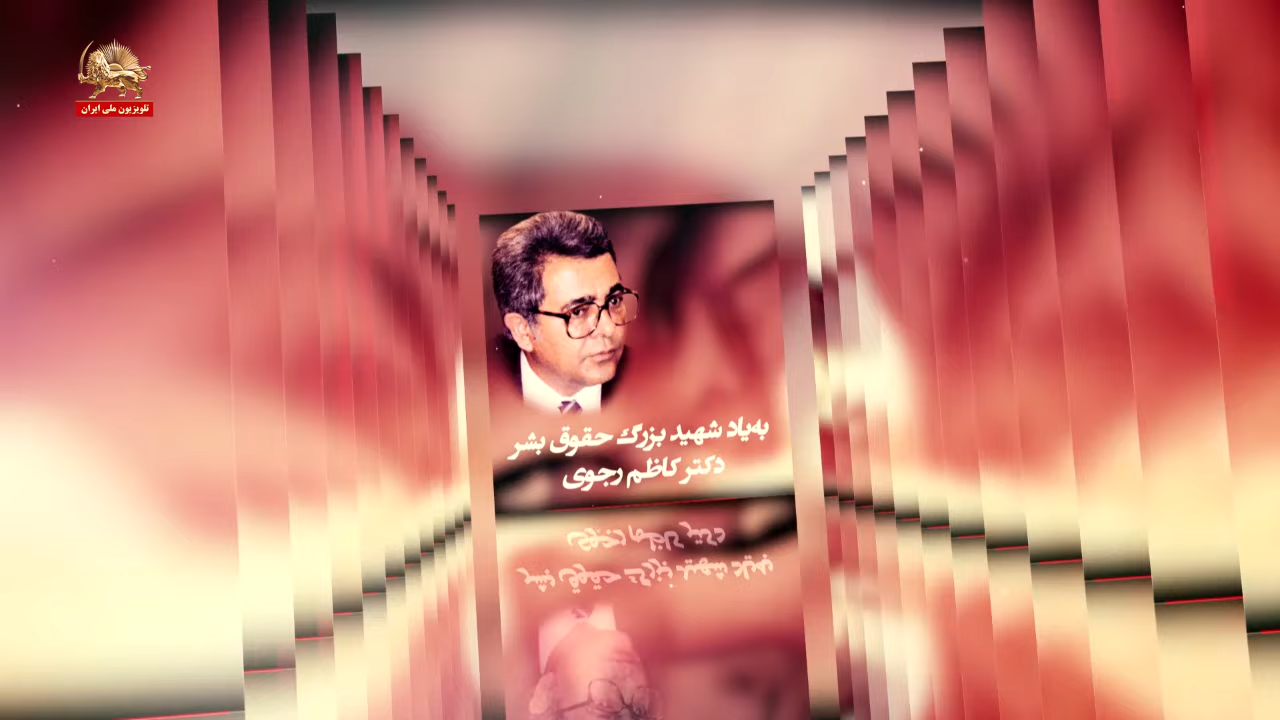 تلویزیون ملی ایران
به‌یاد شهید بزرگ حقوق بشر
دکتر کاظم رجوی